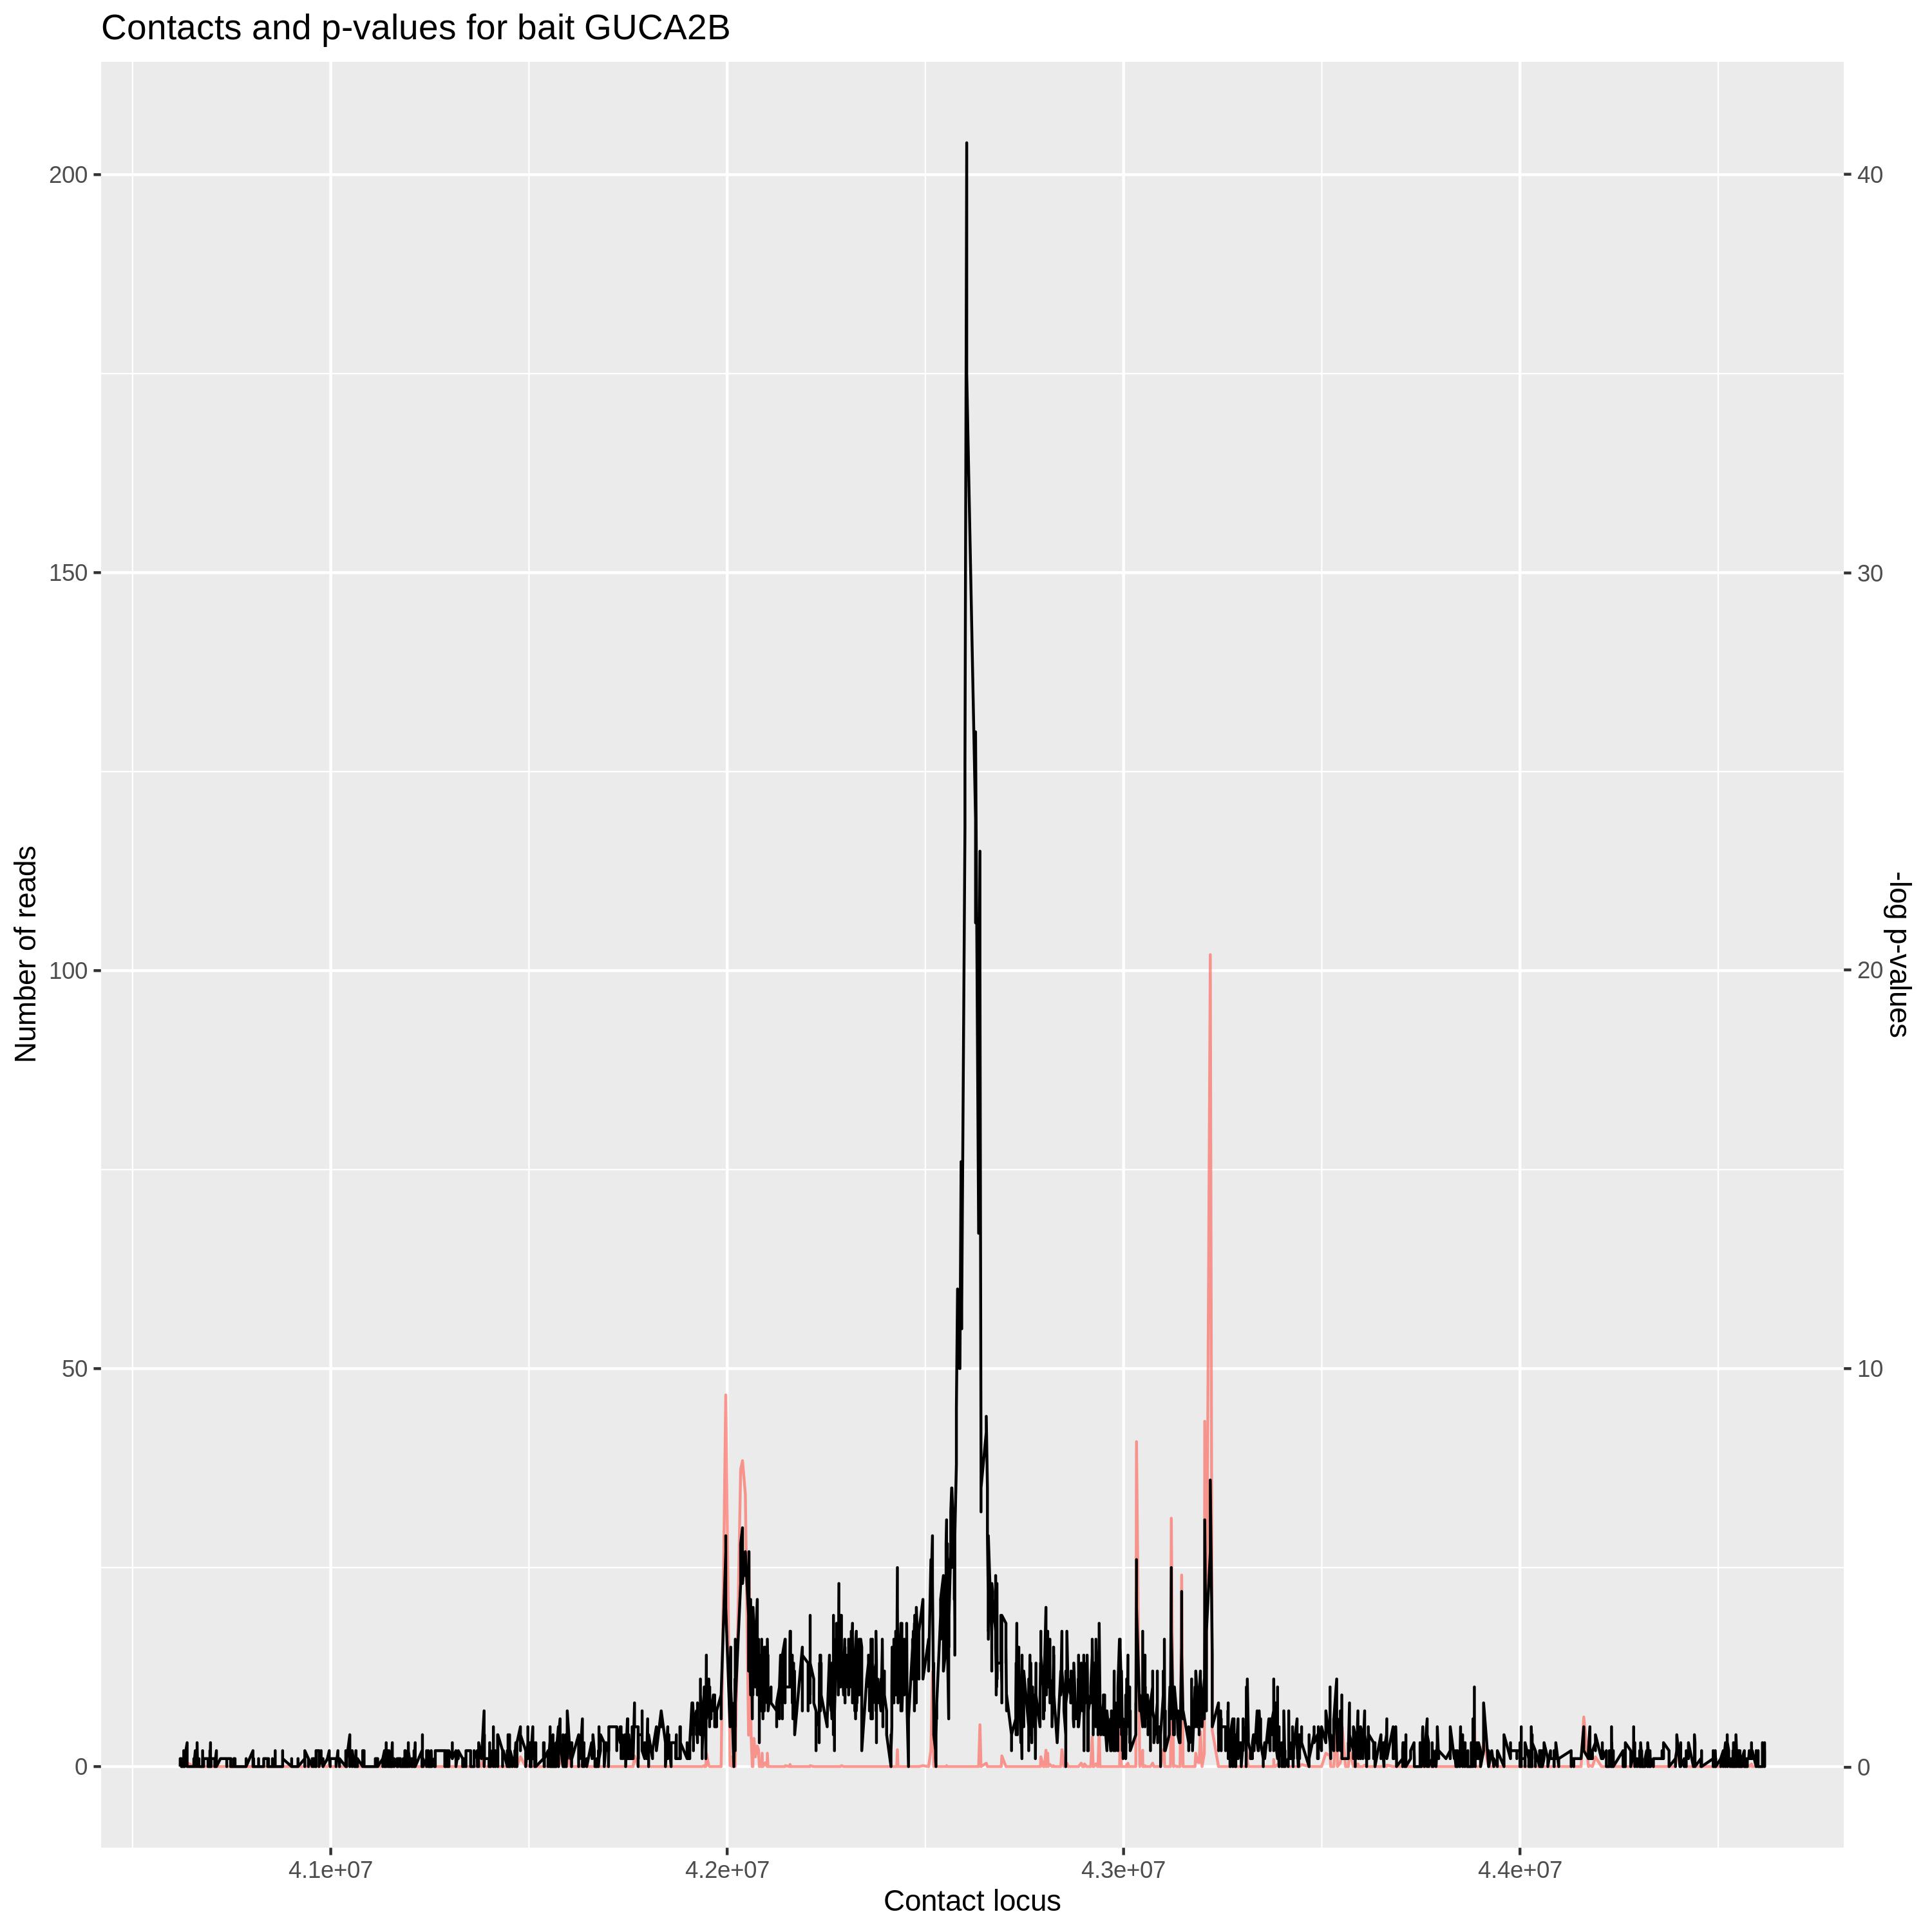 Contacts and p-values for bait GUCA2B
200
150
100
50
0
Number of reads
40
30
20
10
0
-log p-values
4.1e+07
4.2e+07
4.3e+07
4.4e+07
Contact locus